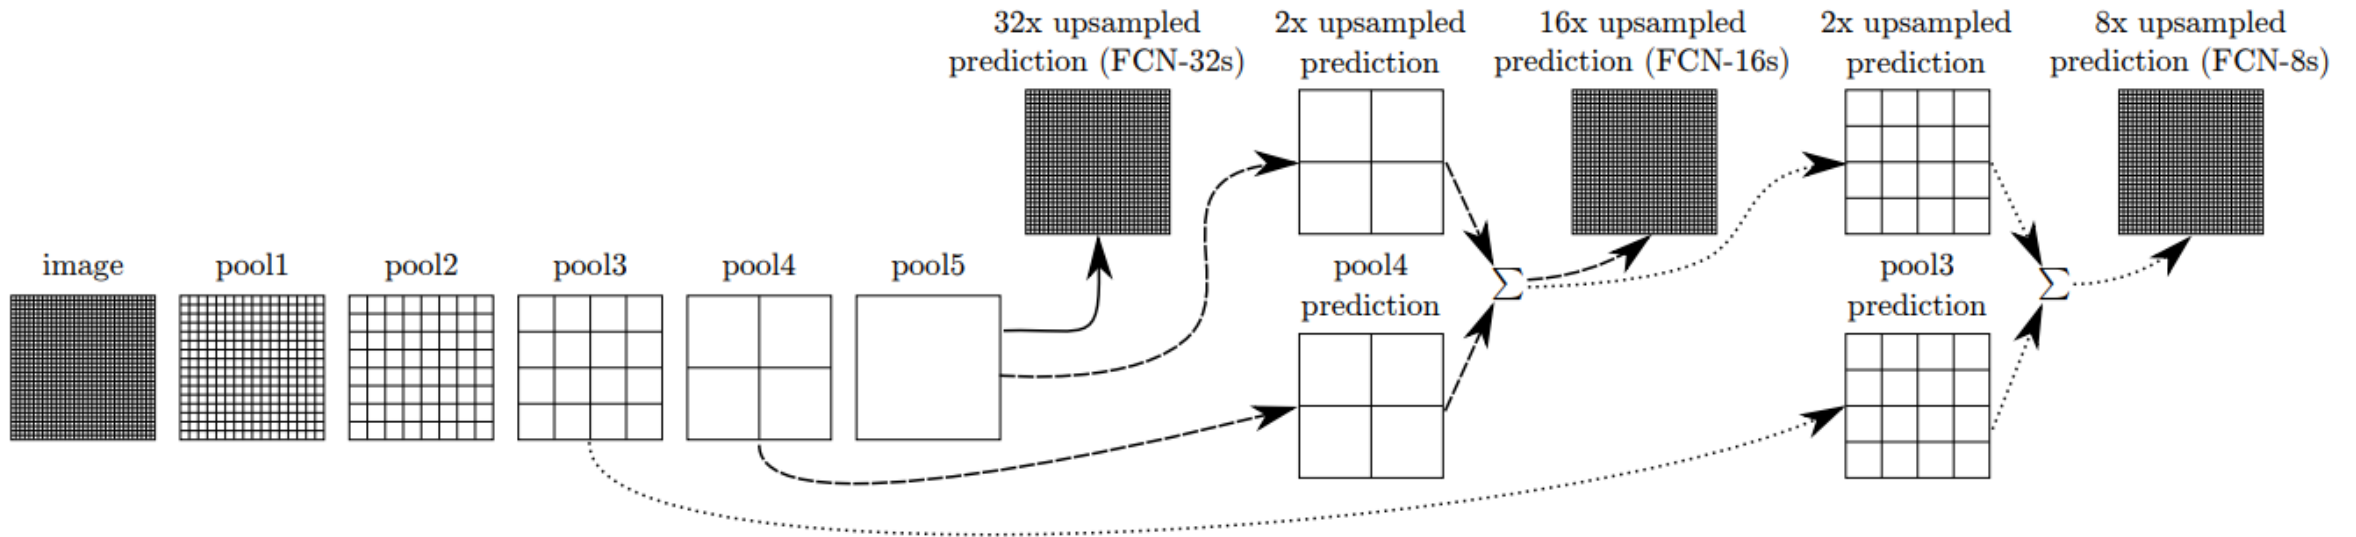 32x upsampled
prediction (FCN-32s)
2x upsampled
prediction
16x upsampled
prediction (FCN-16s)
2x upsampled
prediction
8x upsampled
prediction (FCN-8s)
image
pool1
pool2
pool3
pool4
pool5
pool4
prediction
Σ
pool3
prediction
Σ